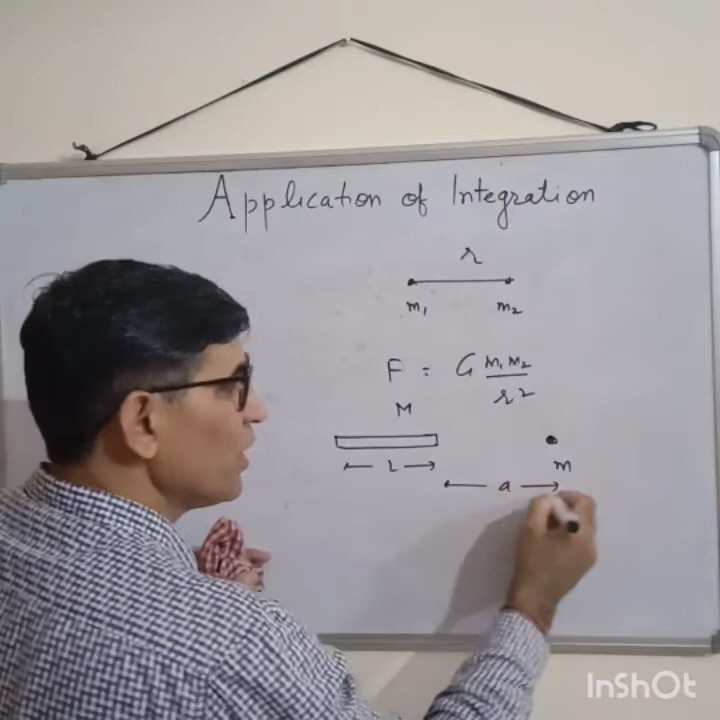 Application of Integration
r
m₁ m₂
F = G m₁m₂/r²
M
L
m
a
InShOt